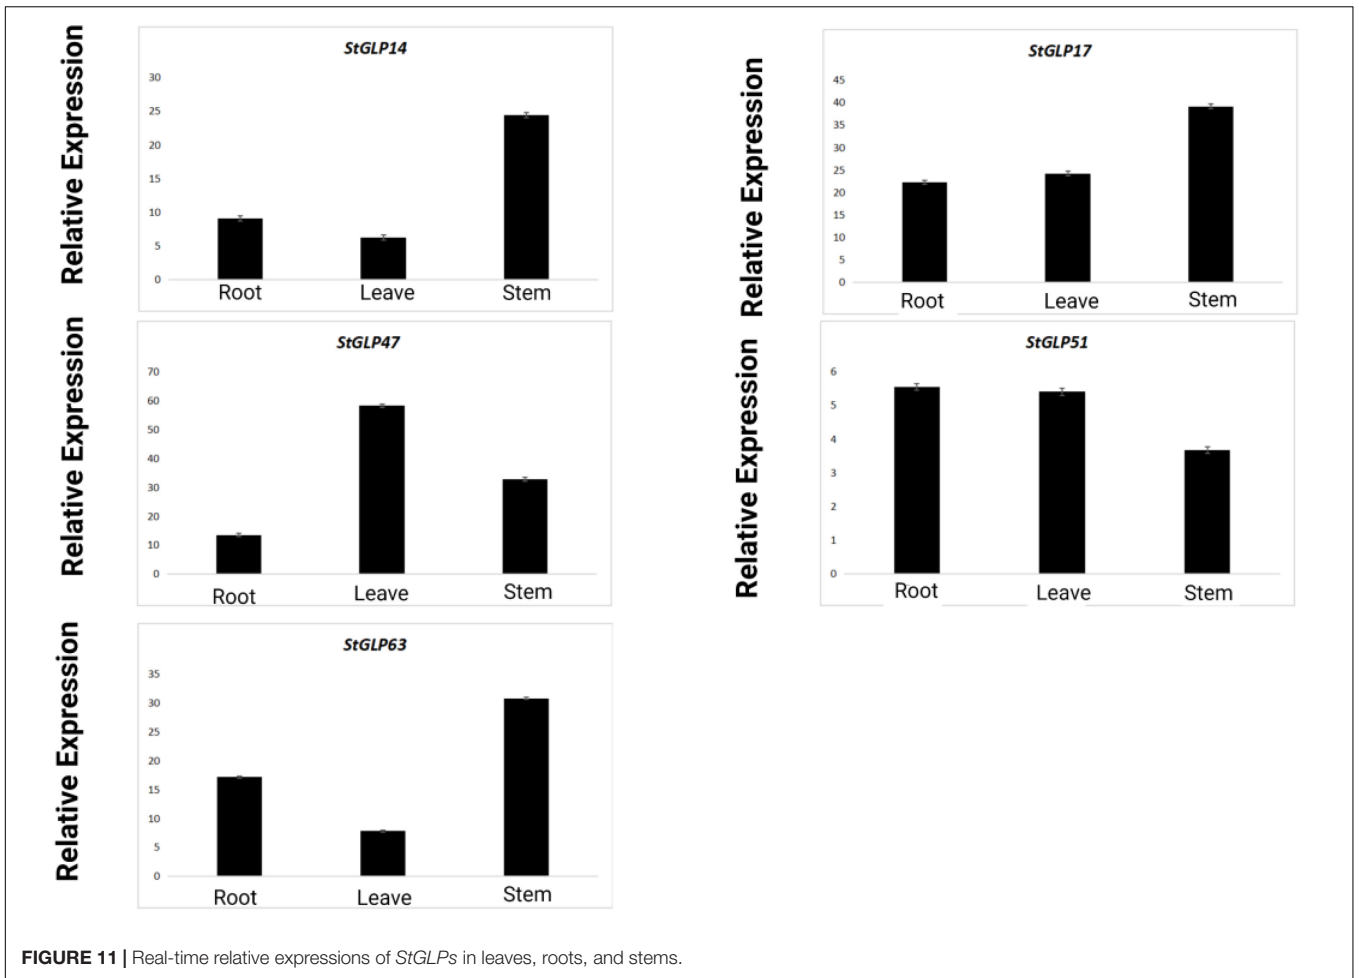 StGLP14
Relative Expression
30
25
20
15
10
5
0
Root Leave Stem
StGLP17
Relative Expression
45
40
35
30
25
20
15
10
5
0
Root Leave Stem
StGLP47
Relative Expression
70
60
50
40
30
20
10
0
Root Leave Stem
StGLP51
Relative Expression
6
5
4
3
2
1
0
Root Leave Stem
StGLP63
Relative Expression
35
30
25
20
15
10
5
0
Root Leave Stem
FIGURE 11 | Real-time relative expressions of StGLPs in leaves, roots, and stems.